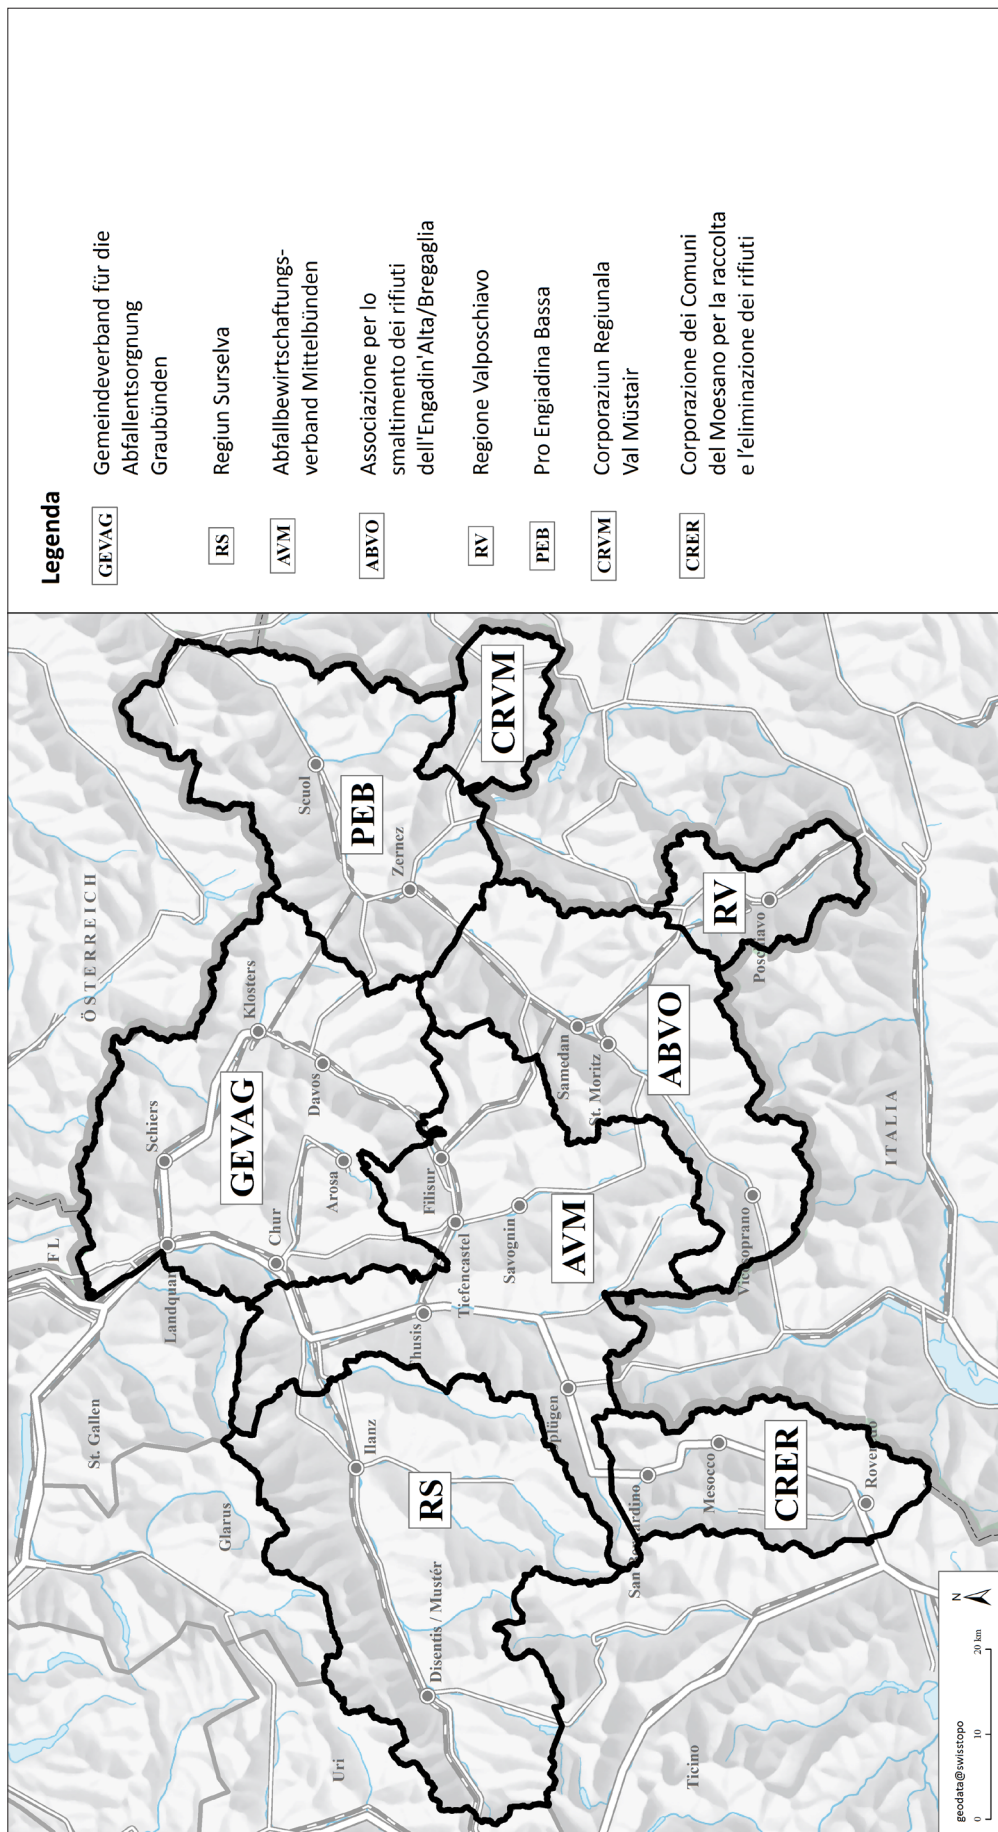 ÖSTERREICH
FL
St. Gallen
Schiers
Landquart
Glarus
Klosters
GEVAG
Chur
Davos
Scuol
Arosa
Uri
Ilanz
PEB
Zernez
Thusis
Filisur
Tiefencastel
Disentis / Mustér
RS
CRVM
Savognin
AVM
Samedan
St. Moritz
Splügen
San Bernardino
ABVO
Ticino
Mesocco
RV
Poschiavo
Vicosoprano
CRER
Roveredo
ITALIA
geodata@swisstopo
N
0 10 20 km
Legenda
GEVAG Gemeindeverband für die
Abfallentsorgnung
Graubünden
RS Regiun Surselva
AVM Abfallbewirtschaftungs-
verband Mittelbünden
ABVO Associazione per lo
smaltimento dei rifiuti
dell'Engadin'Alta/Bregaglia
RV Regione Valposchiavo
PEB Pro Engiadina Bassa
CRVM Corporaziun Regiunala
Val Müstair
CRER Corporazione dei Comuni
del Moesano per la raccolta
e l'eliminazione dei rifiuti